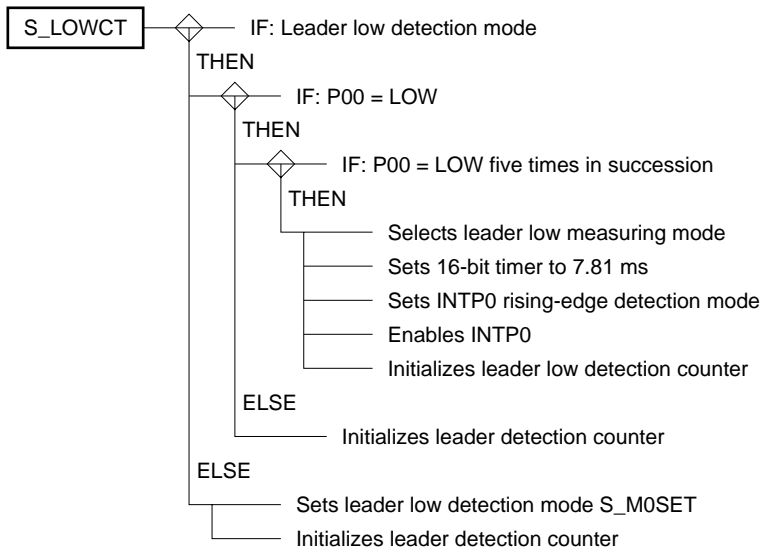 S_LOWCT
IF: Leader low detection mode
THEN
IF: P00 = LOW
THEN
IF: P00 = LOW five times in succession
THEN
Selects leader low measuring mode
Sets 16-bit timer to 7.81 ms
Sets INTP0 rising-edge detection mode
Enables INTP0
Initializes leader low detection counter
ELSE
Initializes leader detection counter
ELSE
Sets leader low detection mode S_M0SET
Initializes leader detection counter